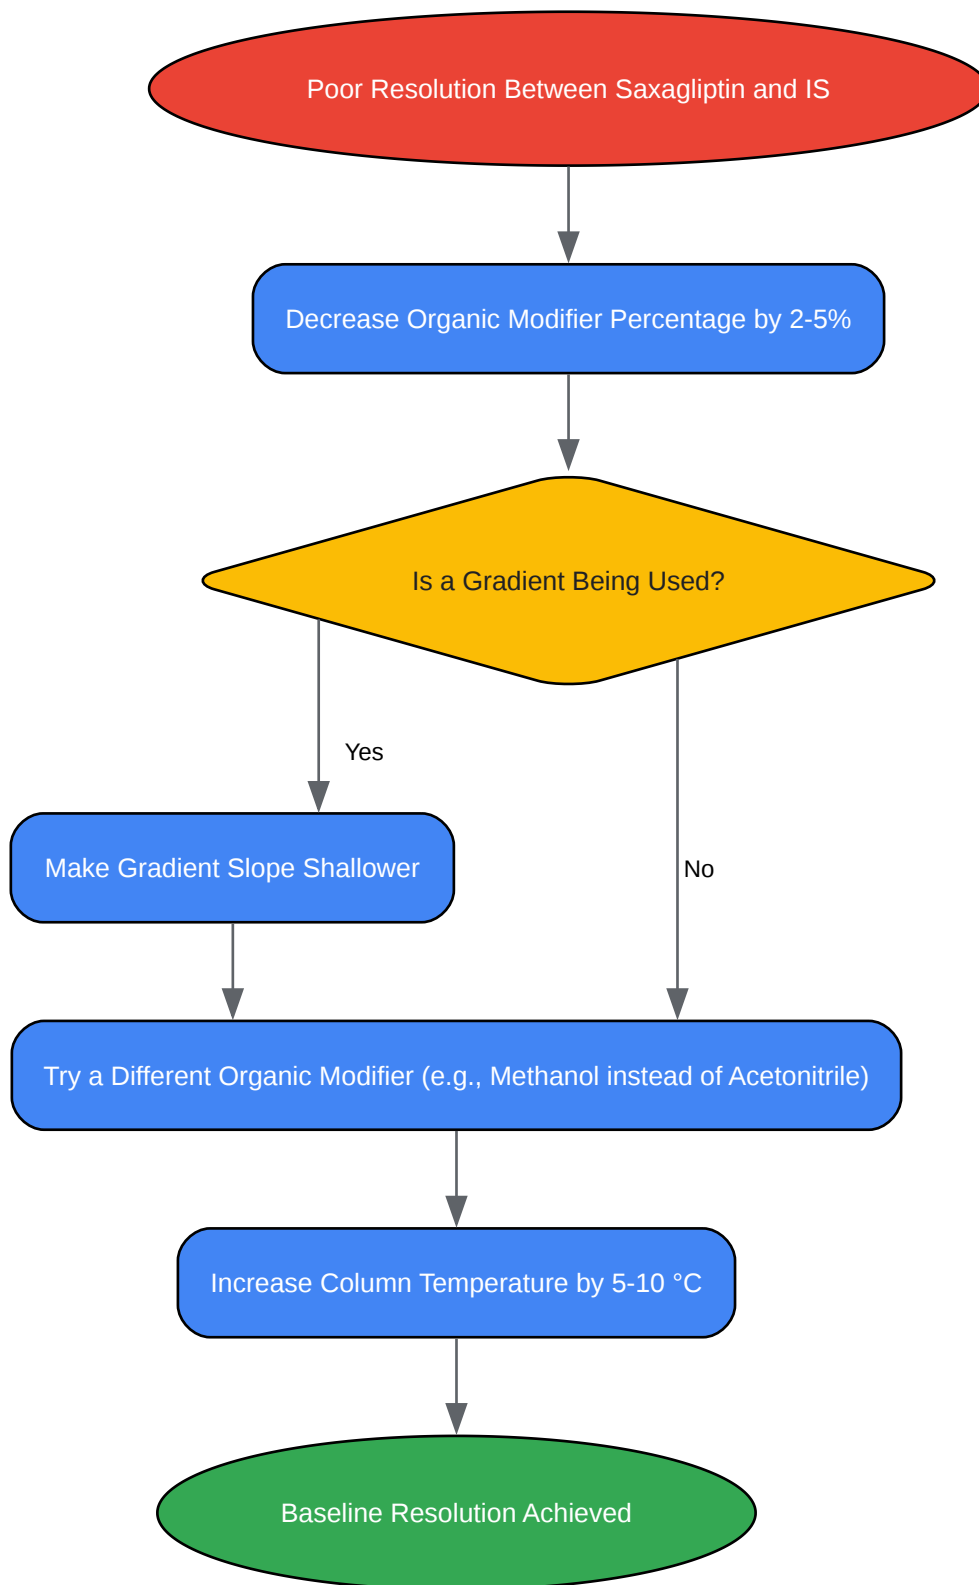 Poor Resolution Between Saxagliptin and IS
Decrease Organic Modifier Percentage by 2-5%
Is a Gradient Being Used?
Yes
Make Gradient Slope Shallower
No
Try a Different Organic Modifier (e.g., Methanol instead of Acetonitrile)
Increase Column Temperature by 5-10 °C
Baseline Resolution Achieved